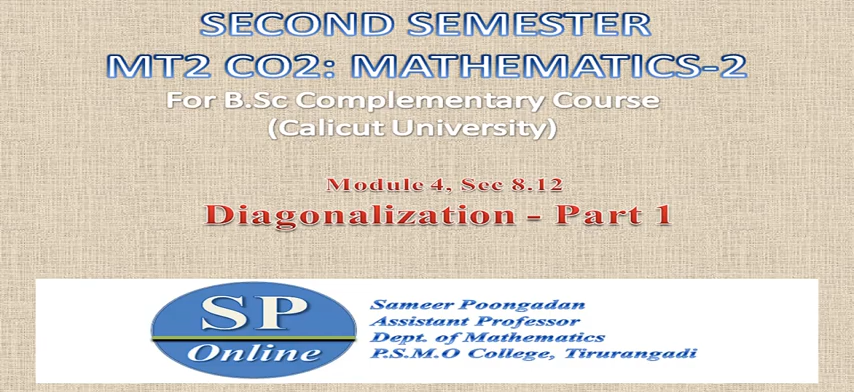 SECOND SEMESTER
MT2 CO2: MATHEMATICS-2
For B.Sc Complementary Course
(Calicut University)
Module 4, Sec 8.12
Diagonalization - Part 1
SP
Online
Sameer Poongadan
Assistant Professor
Dept. of Mathematics
P.S.M.O College, Tirurangadi